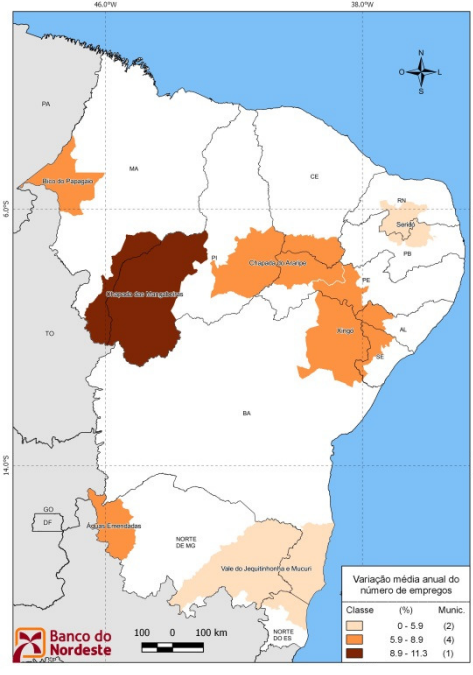 46.0°W
38.0°W
N
O
L
S
PA
MA
CE
Bico do Papagaio
6.0°S
RN
Seridó
PB
PI
Chapada do Araripe
PE
Chapada das Mangabeiras
TO
Xingó
AL
SE
BA
14.0°S
GO
DF
Águas Emendadas
NORTE
DE MG
Vale do Jequitinhonha e Mucuri
NORTE
DO ES
Variação média anual do
número de empregos
Classe (%) Munic.
0 - 5.9 (2)
5.9 - 8.9 (4)
8.9 - 11.3 (1)
Banco do
Nordeste
100 0 100 km